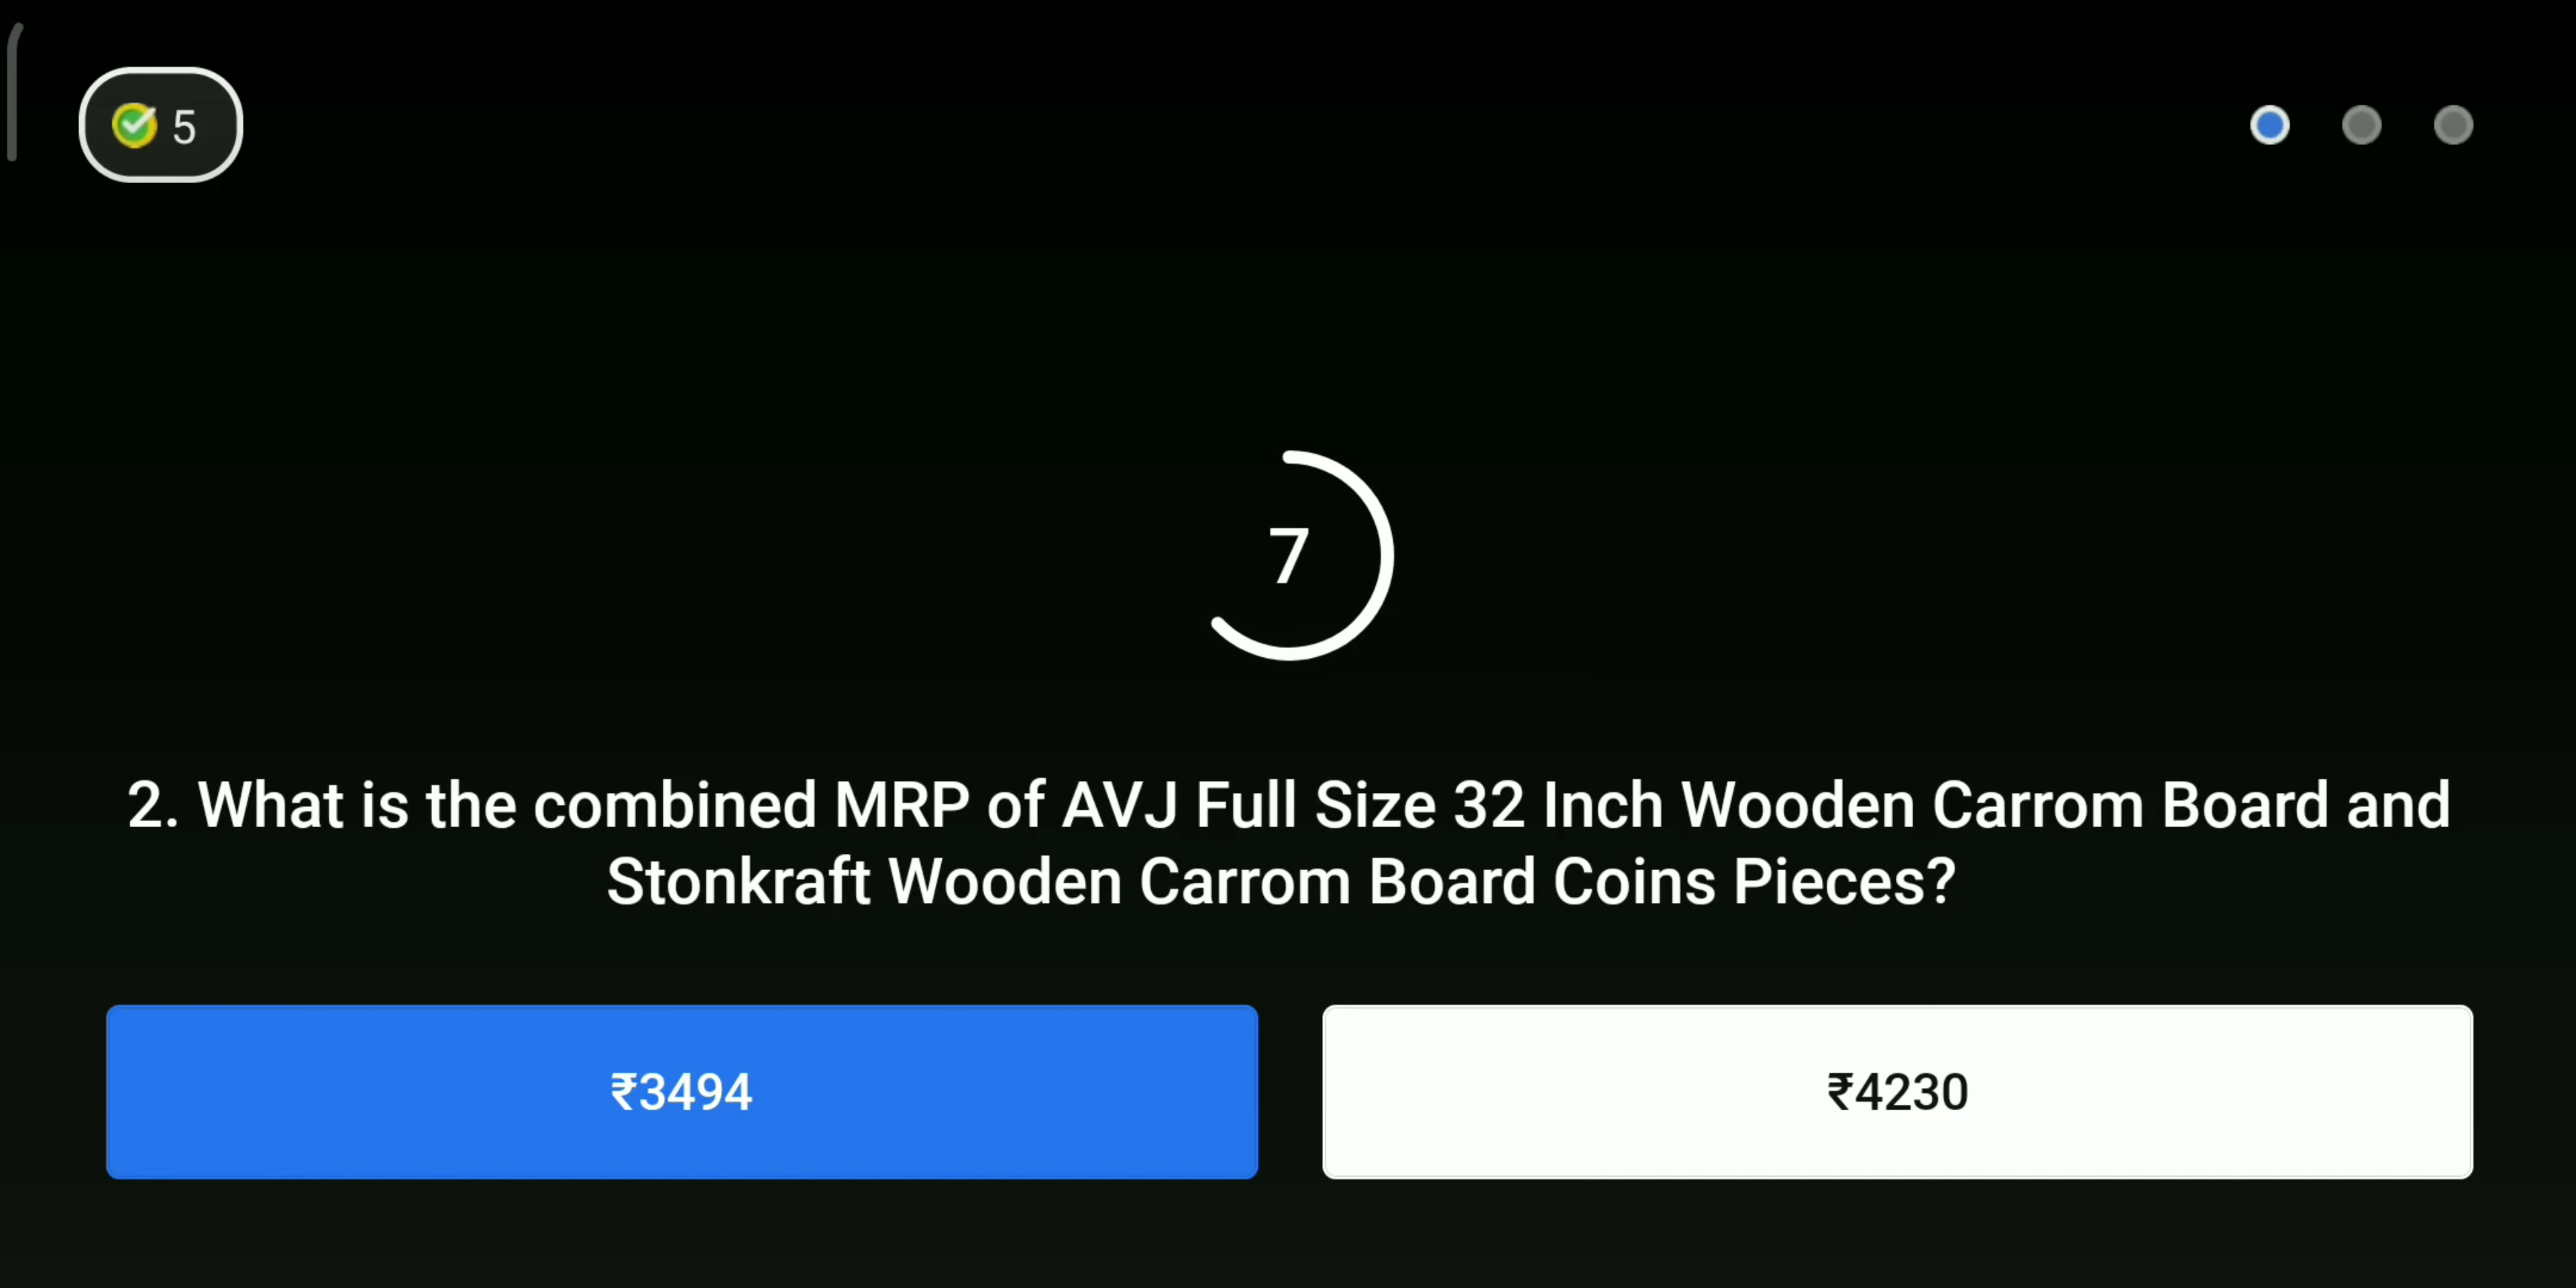 5
7
2. What is the combined MRP of AVJ Full Size 32 Inch Wooden Carrom Board and
Stonkraft Wooden Carrom Board Coins Pieces?
₹3494
₹4230